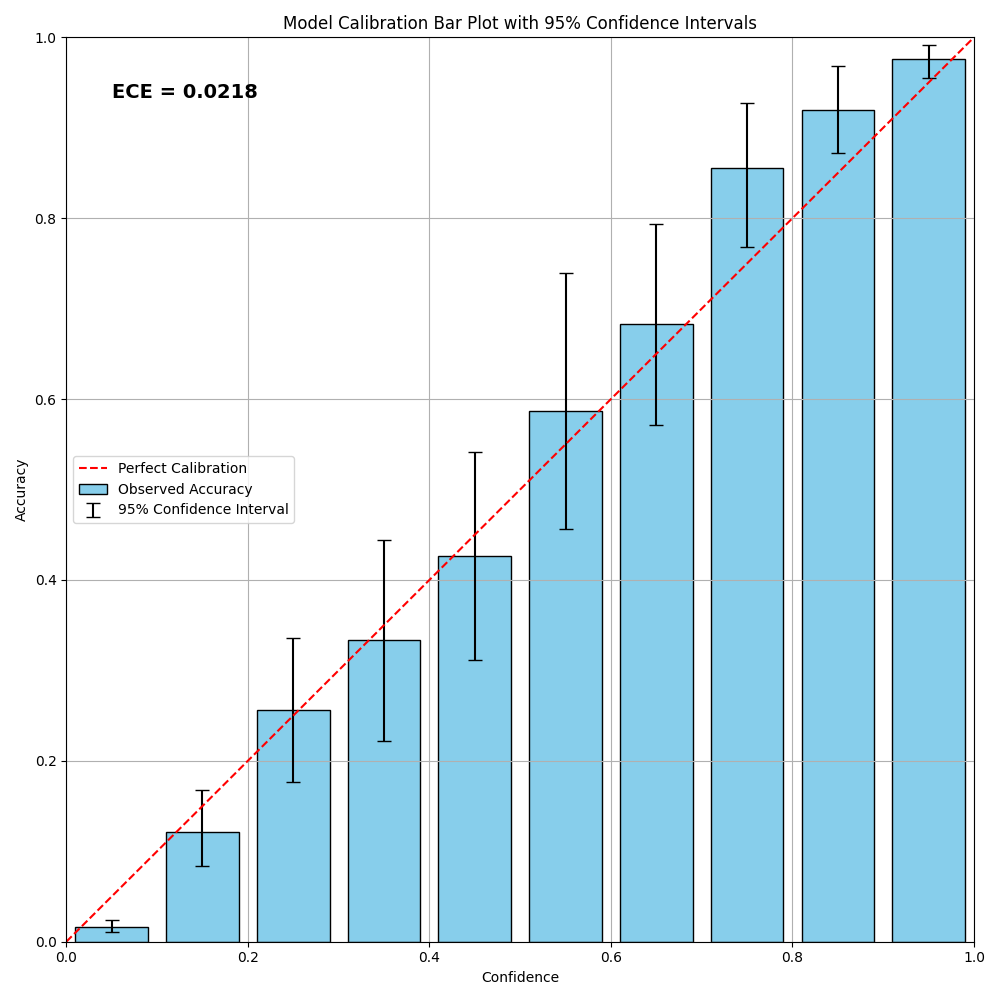 Model Calibration Bar Plot with 95% Confidence Intervals
ECE = 0.0218
1.0
0.8
0.6
0.4
0.2
0.0
Accuracy
Perfect Calibration
Observed Accuracy
95% Confidence Interval
0.0 0.2 0.4 0.6 0.8 1.0
Confidence